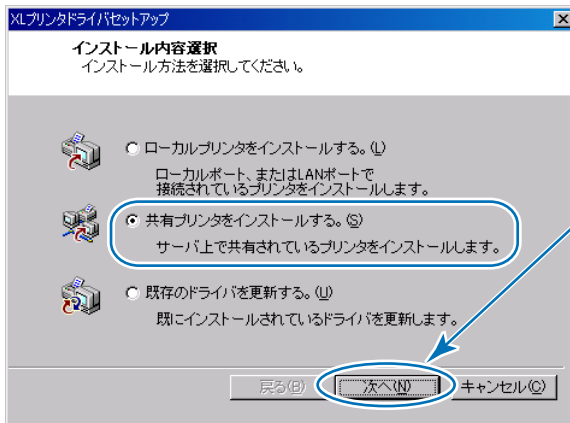 XLプリンタドライバセットアップ
インストール内容選択
インストール方法を選択してください。
ローカルプリンタをインストールする。(L)
ローカルポート、またはLANポートで
接続されているプリンタをインストールします。
共有プリンタをインストールする。(S)
サーバ上で共有されているプリンタをインストールします。
既存のドライバを更新する。(U)
既にインストールされているドライバを更新します。
戻る(B) 次へ(N) キャンセル(C)